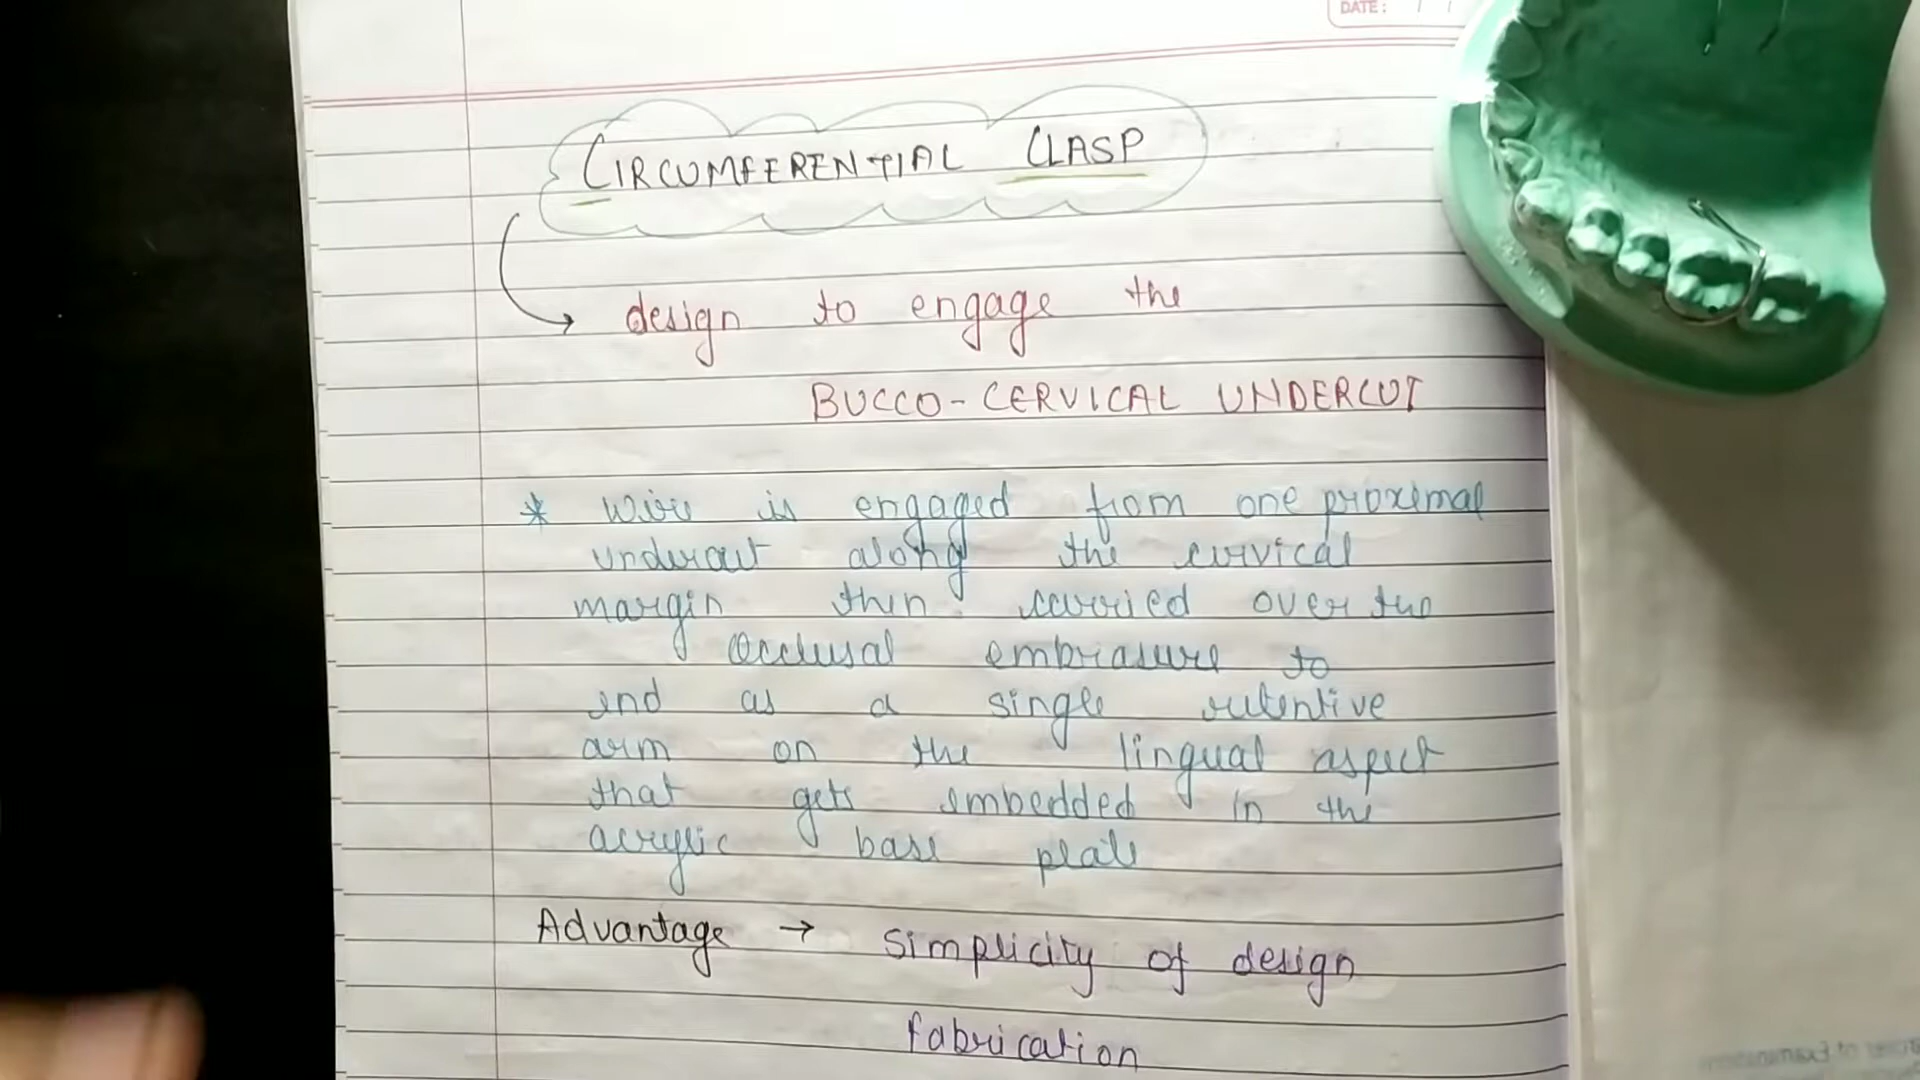 DATE: / /
CIRCUMFERENTIAL CLASP
design to engage the
BUCCO-CERVICAL UNDERCUT
* wire is engaged from one proximal
undercut along the cervical
margin then carried over the
occlusal embrasure to
end as a single retentive
arm on the lingual aspect
that gets embedded in the
acrylic base plate
Advantage → simplicity of design
fabrication